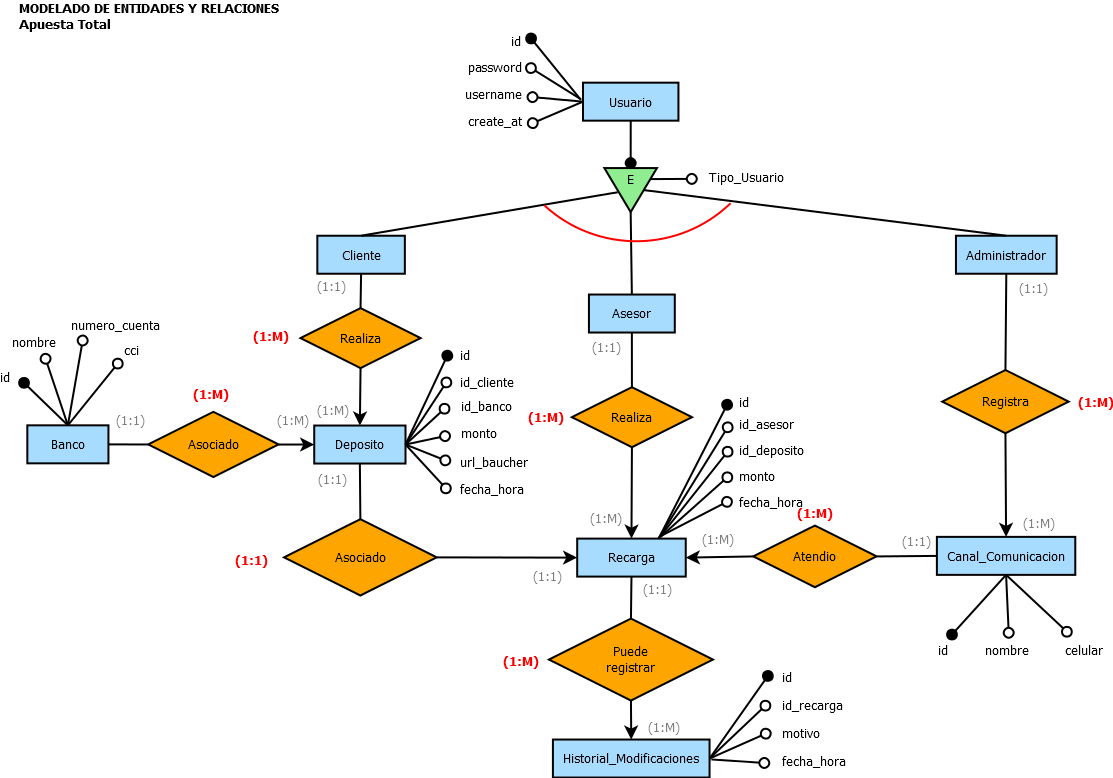 MODELADO DE ENTIDADES Y RELACIONES
Apuesta Total
id
password
username
create_at
Usuario
E
Tipo_Usuario
Cliente
(1:1)
Asesor
(1:1)
Administrador
(1:1)
(1:M)
Realiza
(1:M)
Realiza
Registra
(1:M)
numero_cuenta
nombre
cci
id
Banco
(1:1)
(1:M)
Asociado
(1:M)
(1:M)
Deposito
(1:1)
id
id_cliente
id_banco
monto
url_baucher
fecha_hora
id
id_asesor
id_deposito
monto
fecha_hora
(1:M)
(1:1)
Asociado
(1:1)
(1:M)
Recarga
(1:1)
(1:M)
Atendio
(1:1)
(1:M)
Canal_Comunicacion
id
nombre
celular
(1:M)
Puede
registrar
(1:M)
Historial_Modificaciones
id
id_recarga
motivo
fecha_hora